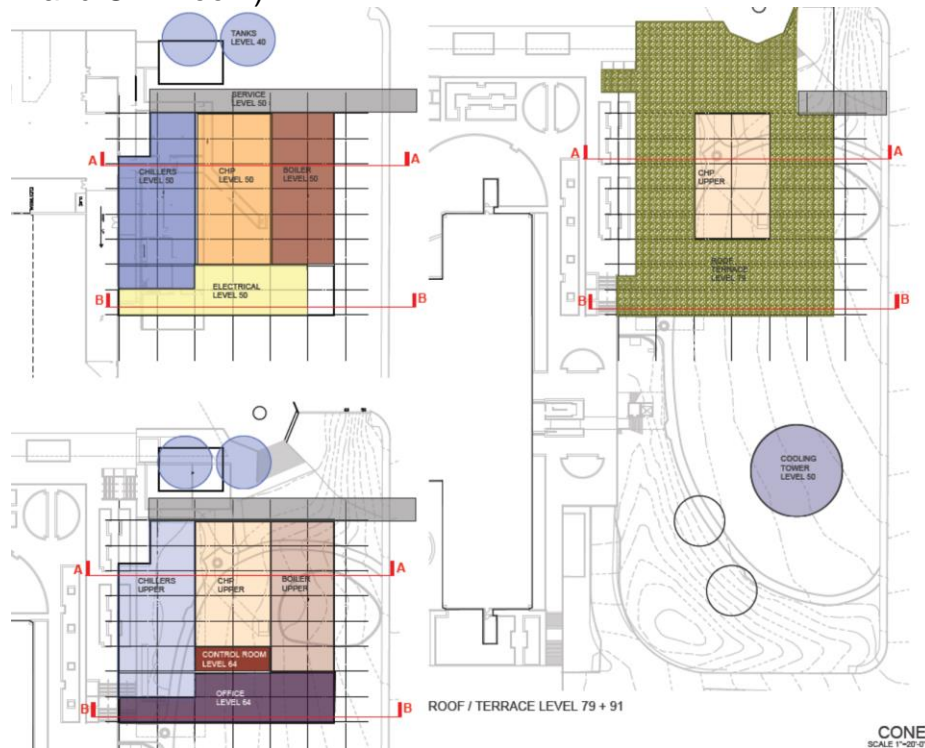 TANKS
LEVEL 40
SERVICE
LEVEL 50
A
A
CHILLERS
LEVEL 50
CHP
LEVEL 50
BOILER
LEVEL 50
ELECTRICAL
LEVEL 50
B
B
A
A
CHILLERS
UPPER
CHP
UPPER
BOILER
UPPER
CONTROL ROOM
LEVEL 64
OFFICE
LEVEL 64
B
B
A
A
CHP
UPPER
ROOF
TERRACE
LEVEL 79
B
B
COOLING
TOWER
LEVEL 50
ROOF / TERRACE LEVEL 79 + 91
CONE